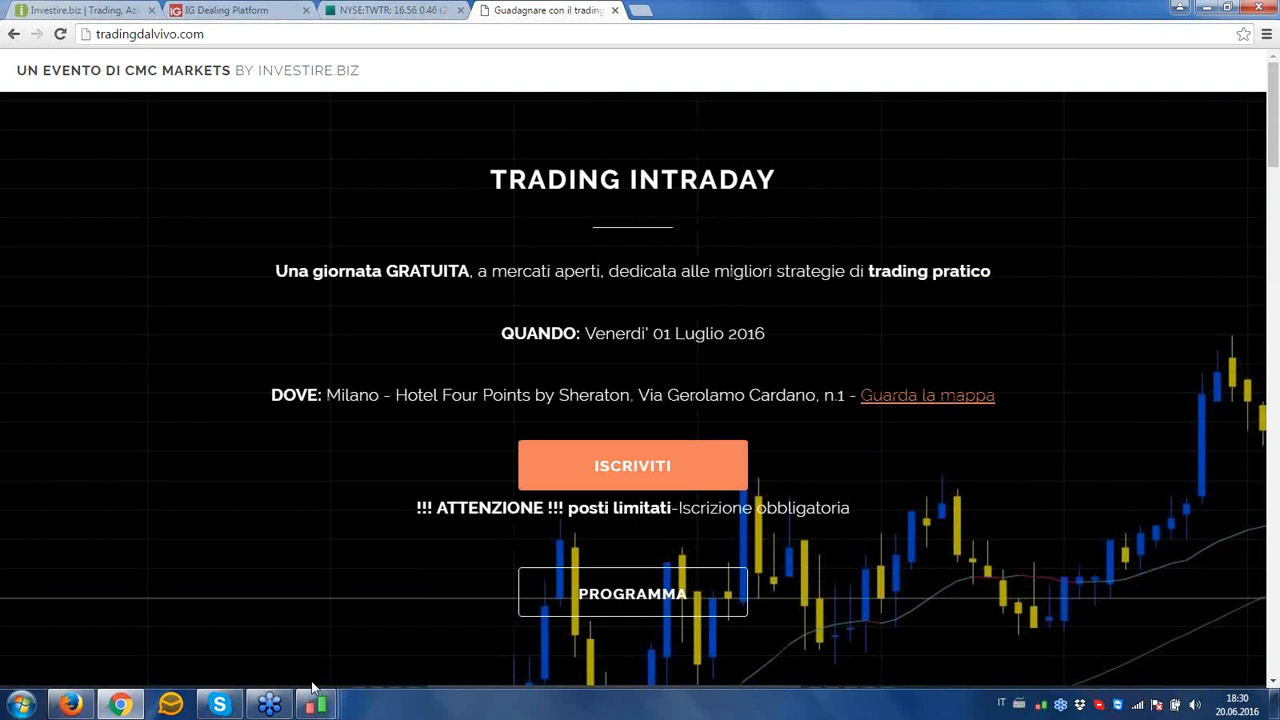 Investire.biz | Trading, Az
IG Dealing Platform
NYSE:TWTR: 16.56 0.46 (2
Guadagnare con il trading
tradingdalvivo.com
UN EVENTO DI CMC MARKETS BY INVESTIRE.BIZ
TRADING INTRADAY
Una giornata GRATUITA, a mercati aperti, dedicata alle migliori strategie di trading pratico
QUANDO: Venerdi' 01 Luglio 2016
DOVE: Milano - Hotel Four Points by Sheraton, Via Gerolamo Cardano, n.1 - Guarda la mappa
ISCRIVITI
!!! ATTENZIONE !!! posti limitati-Iscrizione obbligatoria
PROGRAMMA
IT
18:30
20.06.2016